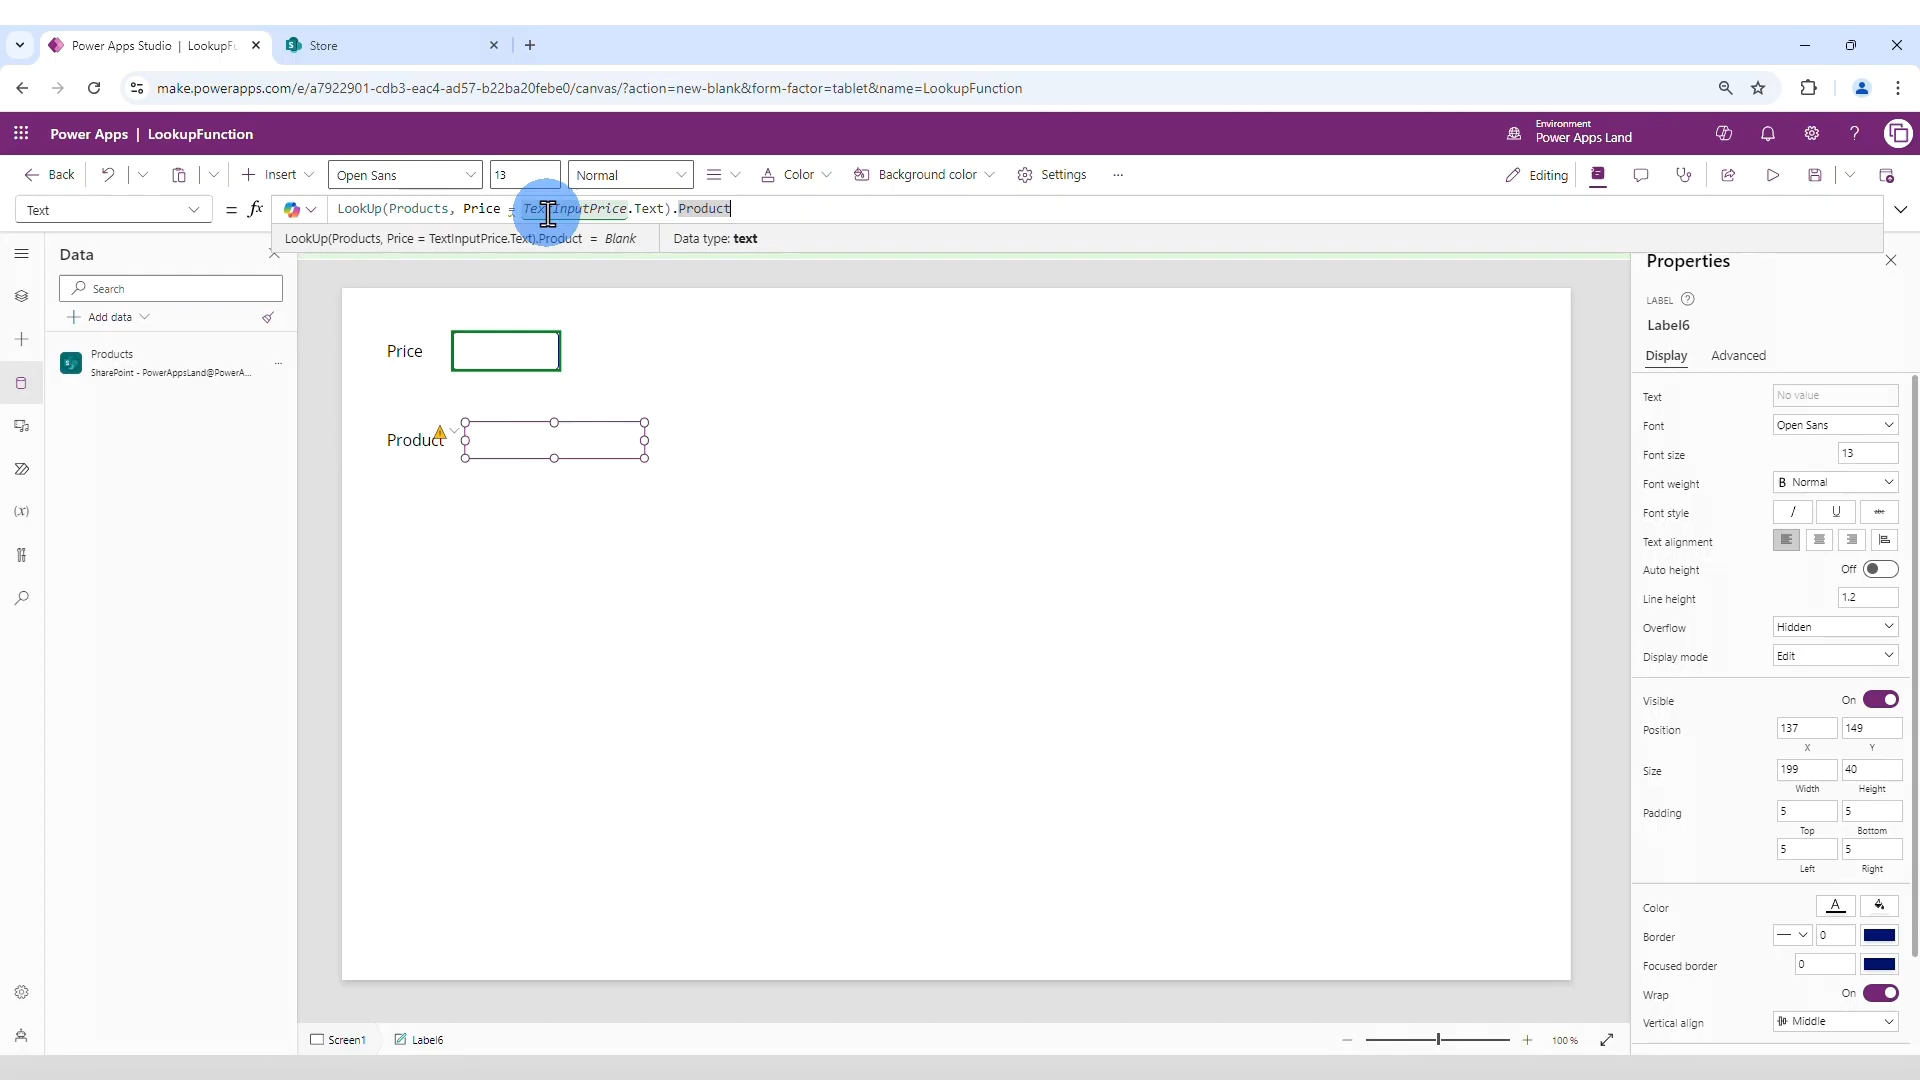 Power Apps Studio | LookupFu
Store
make.powerapps.com/e/a7922901-cdb3-eac4-ad57-b22ba20febe0/canvas/?action=new-blank&form-factor=tablet&name=LookupFunction
Power Apps | LookupFunction
Environment
Power Apps Land
Back
Insert
Open Sans
13
Normal
Color
Background color
Settings
Editing
Text
= fx
LookUp(Products, Price = TextInputPrice.Text).Product
LookUp(Products, Price = TextInputPrice.Text).Product = Blank
Data type: text
Data
Search
Add data
Products
SharePoint - PowerAppsLand@PowerA...
Price
Product
Properties
LABEL
Label6
Display
Advanced
Text
No value
Font
Open Sans
Font size
13
Font weight
B Normal
Font style
/ U abc
Text alignment
Auto height
Off
Line height
1.2
Overflow
Hidden
Display mode
Edit
Visible
On
Position
137
149
X
Y
Size
199
40
Width
Height
Padding
5
5
Top
Bottom
5
5
Left
Right
Color
A
Border
0
Focused border
0
Wrap
On
Vertical align
Middle
Screen1
Label6
100 %